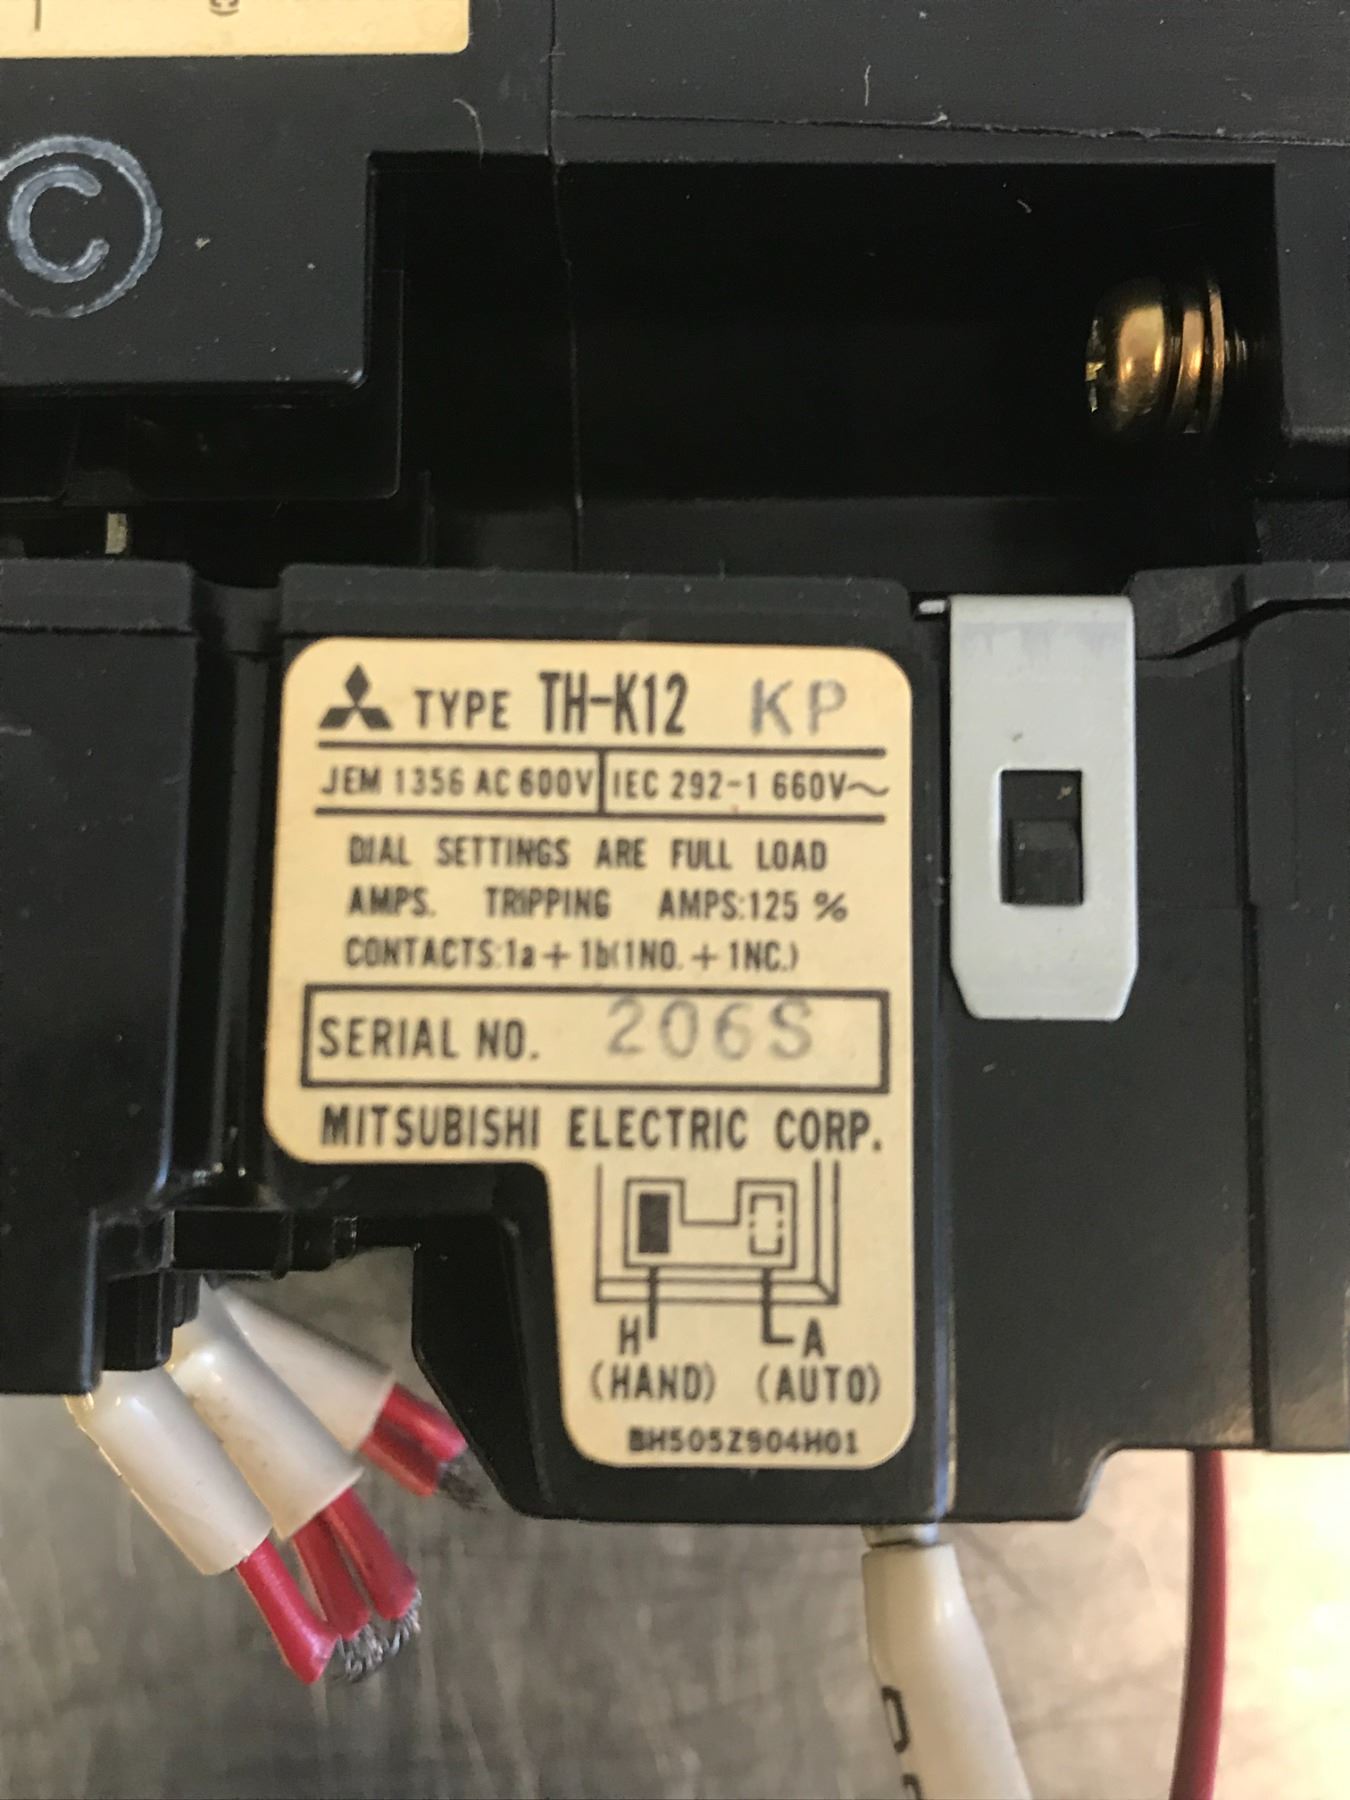 C
TYPE TH-K12 KP
JEM 1356 AC 600V IEC 292-1 660V~
DIAL SETTINGS ARE FULL LOAD
AMPS. TRIPPING AMPS:125 %
CONTACTS:1a+1b(1NO.+1NC.)
SERIAL NO. 206S
MITSUBISHI ELECTRIC CORP.
H A
(HAND) (AUTO)
BH505Z904H01